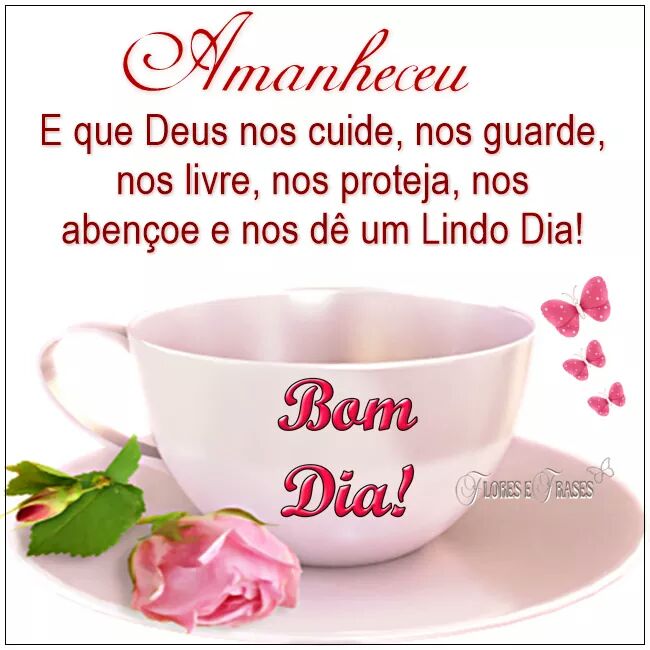 Amanheceu
E que Deus nos cuide, nos guarde,
nos livre, nos proteja, nos
abençoe e nos dê um Lindo Dia!
Bom
Dia!
Flores e Frases